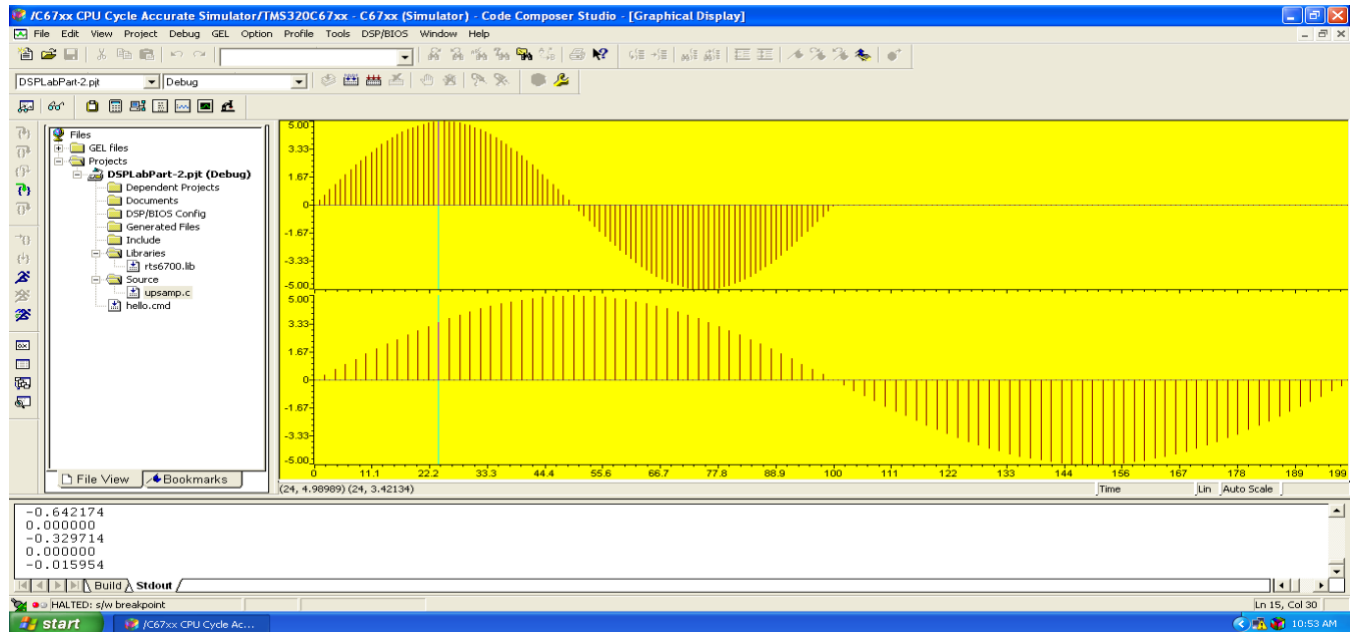 /C67xx CPU Cycle Accurate Simulator/TMS320C67xx - C67xx (Simulator) - Code Composer Studio - [Graphical Display]
File Edit View Project Debug GEL Option Profile Tools DSP/BIOS Window Help
DSPLabPart-2.pjt Debug
Files
GEL files
Projects
DSPLabPart-2.pjt (Debug)
Dependent Projects
Documents
DSP/BIOS Config
Generated Files
Include
Libraries
rts6700.lib
Source
upsamp.c
hello.cmd
File View Bookmarks
5.00
3.33
1.67
0
-1.67
-3.33
-5.00
5.00
3.33
1.67
0
-1.67
-3.33
-5.00
0 11.1 22.2 33.3 44.4 55.6 66.7 77.8 88.9 100 111 122 133 144 156 167 178 189 199
(24, 4.98989) (24, 3.42134) Time Lin Auto Scale
-0.642174
0.000000
-0.329714
0.000000
-0.015954
Build Stdout
HALTED: s/w breakpoint Ln 15, Col 30
start /C67xx CPU Cycle Ac... 10:53 AM